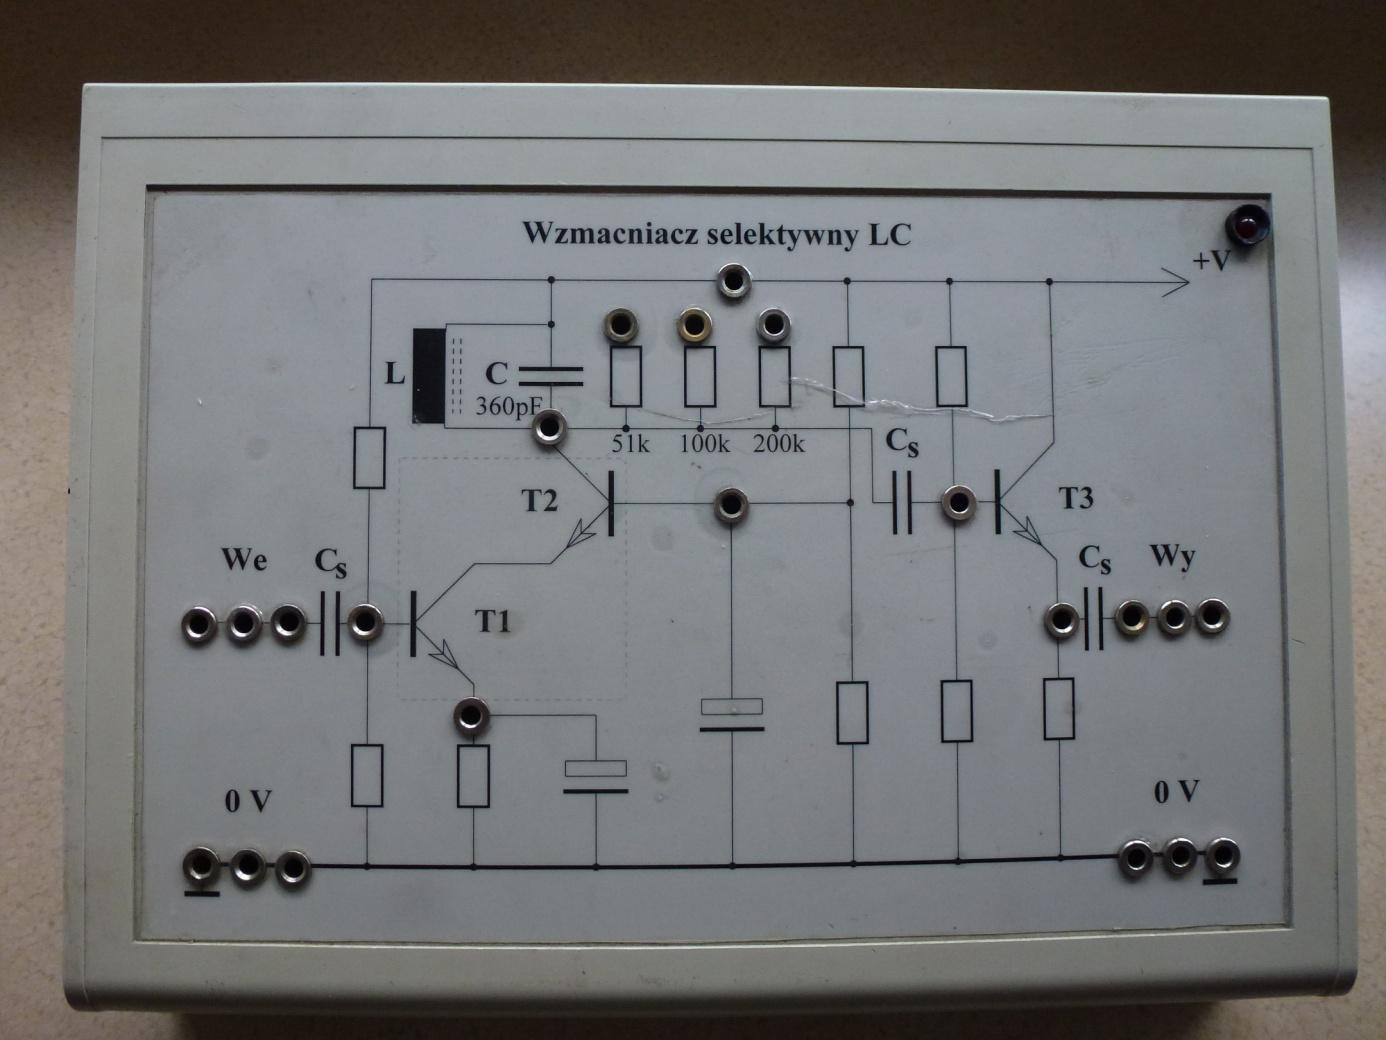 Wzmacniacz selektywny LC
+V
L
C
360pF
51k
100k
200k
Cs
T2
T3
We
Cs
Cs
Wy
T1
0 V
0 V